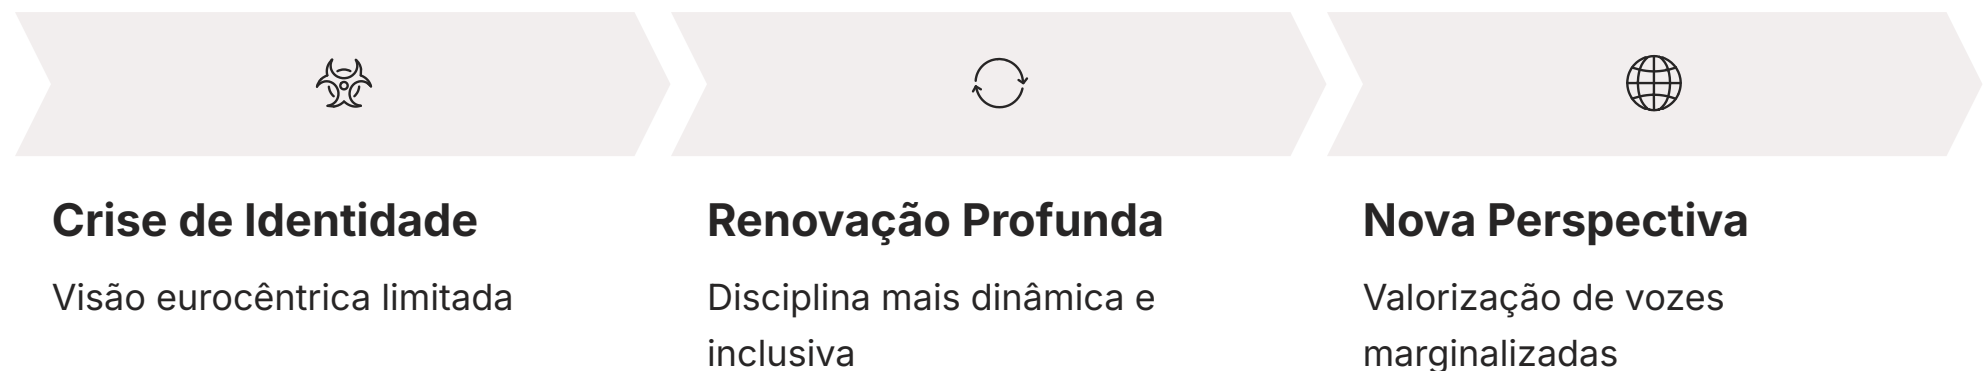 Crise de Identidade
Visão eurocêntrica limitada
Renovação Profunda
Disciplina mais dinâmica e
inclusiva
Nova Perspectiva
Valorização de vozes
marginalizadas